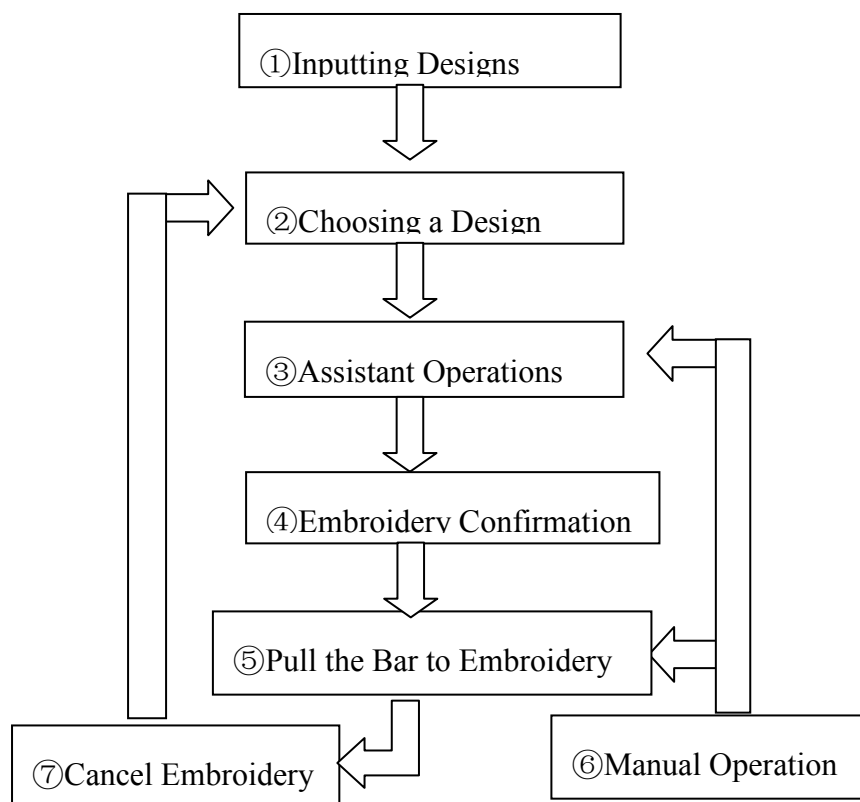 ①Inputting Designs
②Choosing a Design
③Assistant Operations
④Embroidery Confirmation
⑤Pull the Bar to Embroidery
⑦Cancel Embroidery
⑥Manual Operation